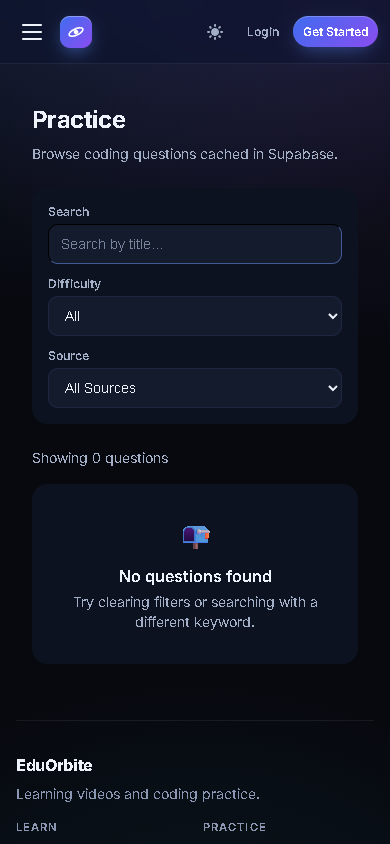 Login
Get Started
Practice
Browse coding questions cached in Supabase.
Search
Search by title...
Difficulty
All
Source
All Sources
Showing 0 questions
No questions found
Try clearing filters or searching with a
different keyword.
EduOrbite
Learning videos and coding practice.
LEARN
PRACTICE